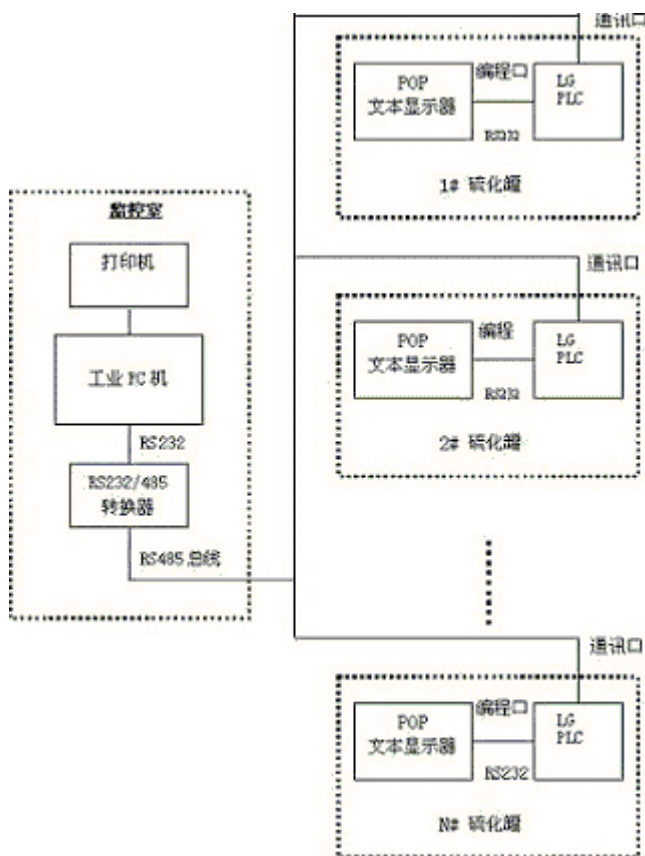 通讯口
POP
文本显示器
编程口
RS232
LG
PLC
1# 硫化罐
监控室
打印机
工业 PC 机
RS232
RS232/485
转换器
RS485 总线
通讯口
POP
文本显示器
编程
RS232
LG
PLC
2# 硫化罐
通讯口
POP
文本显示器
编程口
RS232
LG
PLC
N# 硫化罐